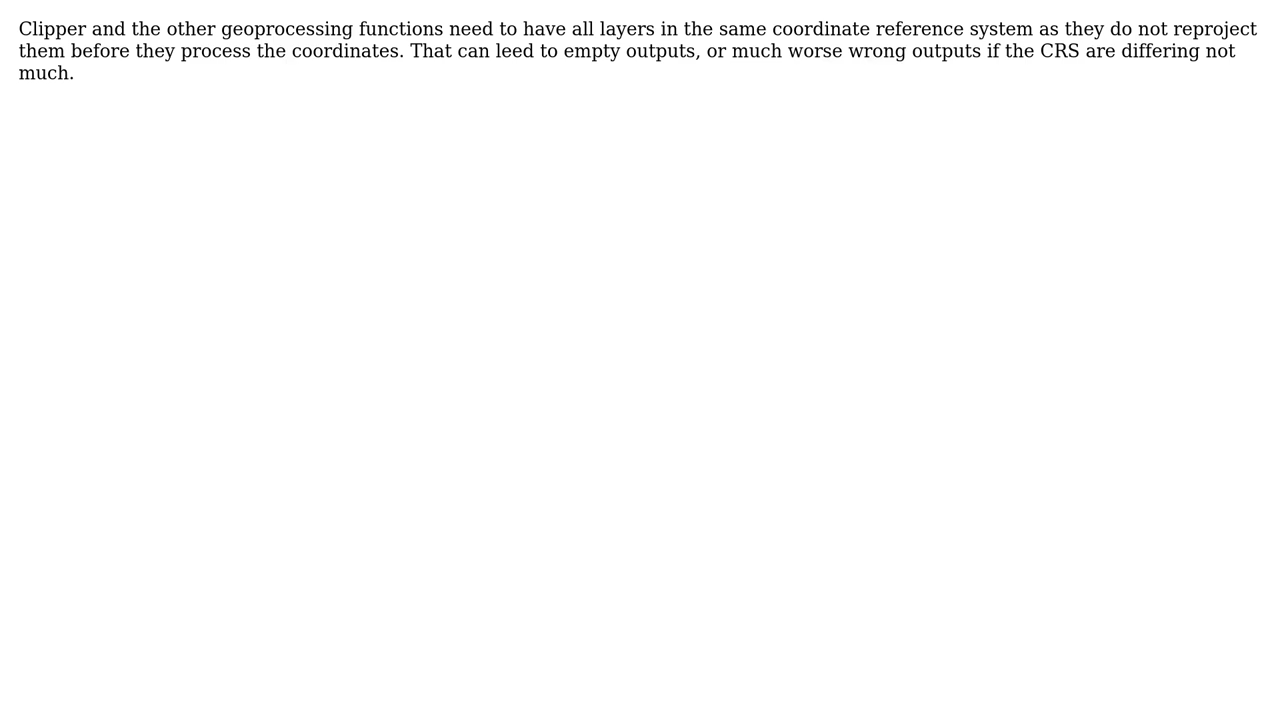 Clipper and the other geoprocessing functions need to have all layers in the same coordinate reference system as they do not reproject
them before they process the coordinates. That can leed to empty outputs, or much worse wrong outputs if the CRS are differing not
much.